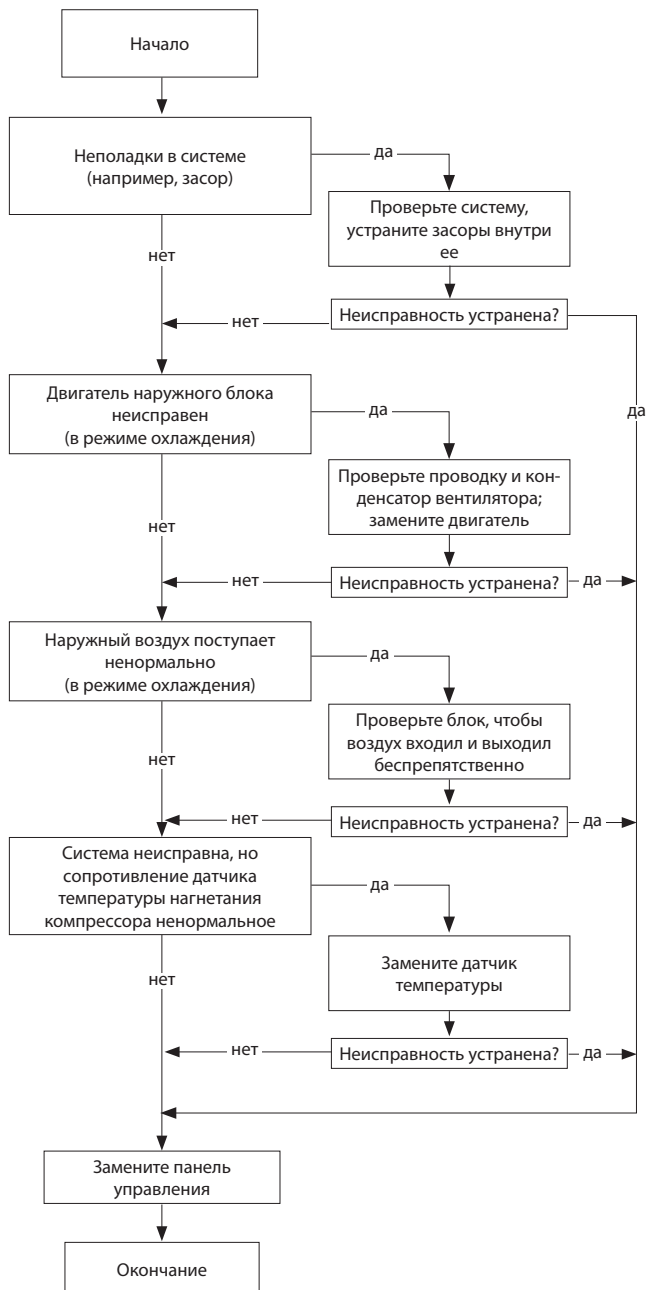 Начало
Неполадки в системе
(например, засор)
да
Проверьте систему,
устраните засоры внутри
ее
нет
Неисправность устранена?
нет
да
Двигатель наружного блока
неисправен
(в режиме охлаждения)
да
Проверьте проводку и кон-
денсатор вентилятора;
замените двигатель
нет
Неисправность устранена?
нет
да
Наружный воздух поступает
ненормально
(в режиме охлаждения)
да
Проверьте блок, чтобы
воздух входил и выходил
беспрепятственно
нет
Неисправность устранена?
нет
да
Система неисправна, но
сопротивление датчика
температуры нагнетания
компрессора ненормальное
да
Замените датчик
температуры
нет
Неисправность устранена?
нет
да
Замените панель
управления
Окончание